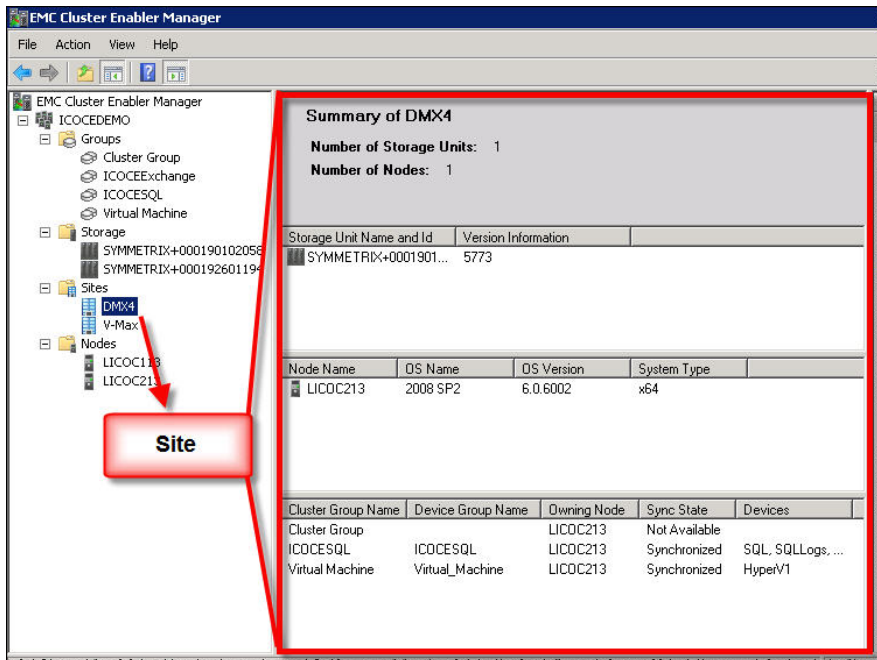 EMC Cluster Enabler Manager
File Action View Help
EMC Cluster Enabler Manager
ICOCEDEMO
Groups
Cluster Group
ICOCEExchange
ICOCESQL
Virtual Machine
Storage
SYMMETRIX+000190102058
SYMMETRIX+000192601194
Sites
DMX4
V-Max
Nodes
LICOC113
LICOC213
Site
Summary of DMX4
Number of Storage Units: 1
Number of Nodes: 1
Storage Unit Name and Id Version Information
SYMMETRIX+0001901... 5773
Node Name OS Name OS Version System Type
LICOC213 2008 SP2 6.0.6002 x64
Cluster Group Name Device Group Name Owning Node Sync State Devices
Cluster Group LICOC213 Not Available
ICOCESQL ICOCESQL LICOC213 Synchronized SQL, SQLLogs, ...
Virtual Machine Virtual_Machine LICOC213 Synchronized HyperV1